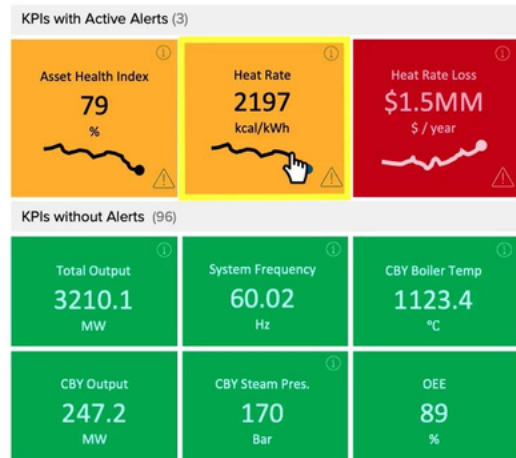 KPIs with Active Alerts (3)
Asset Health Index
79
%
Heat Rate
2197
kcal/kWh
Heat Rate Loss
$1.5MM
$ / year
KPIs without Alerts (96)
Total Output
3210.1
MW
System Frequency
60.02
Hz
CBY Boiler Temp
1123.4
°C
CBY Output
247.2
MW
CBY Steam Pres.
170
Bar
OEE
89
%